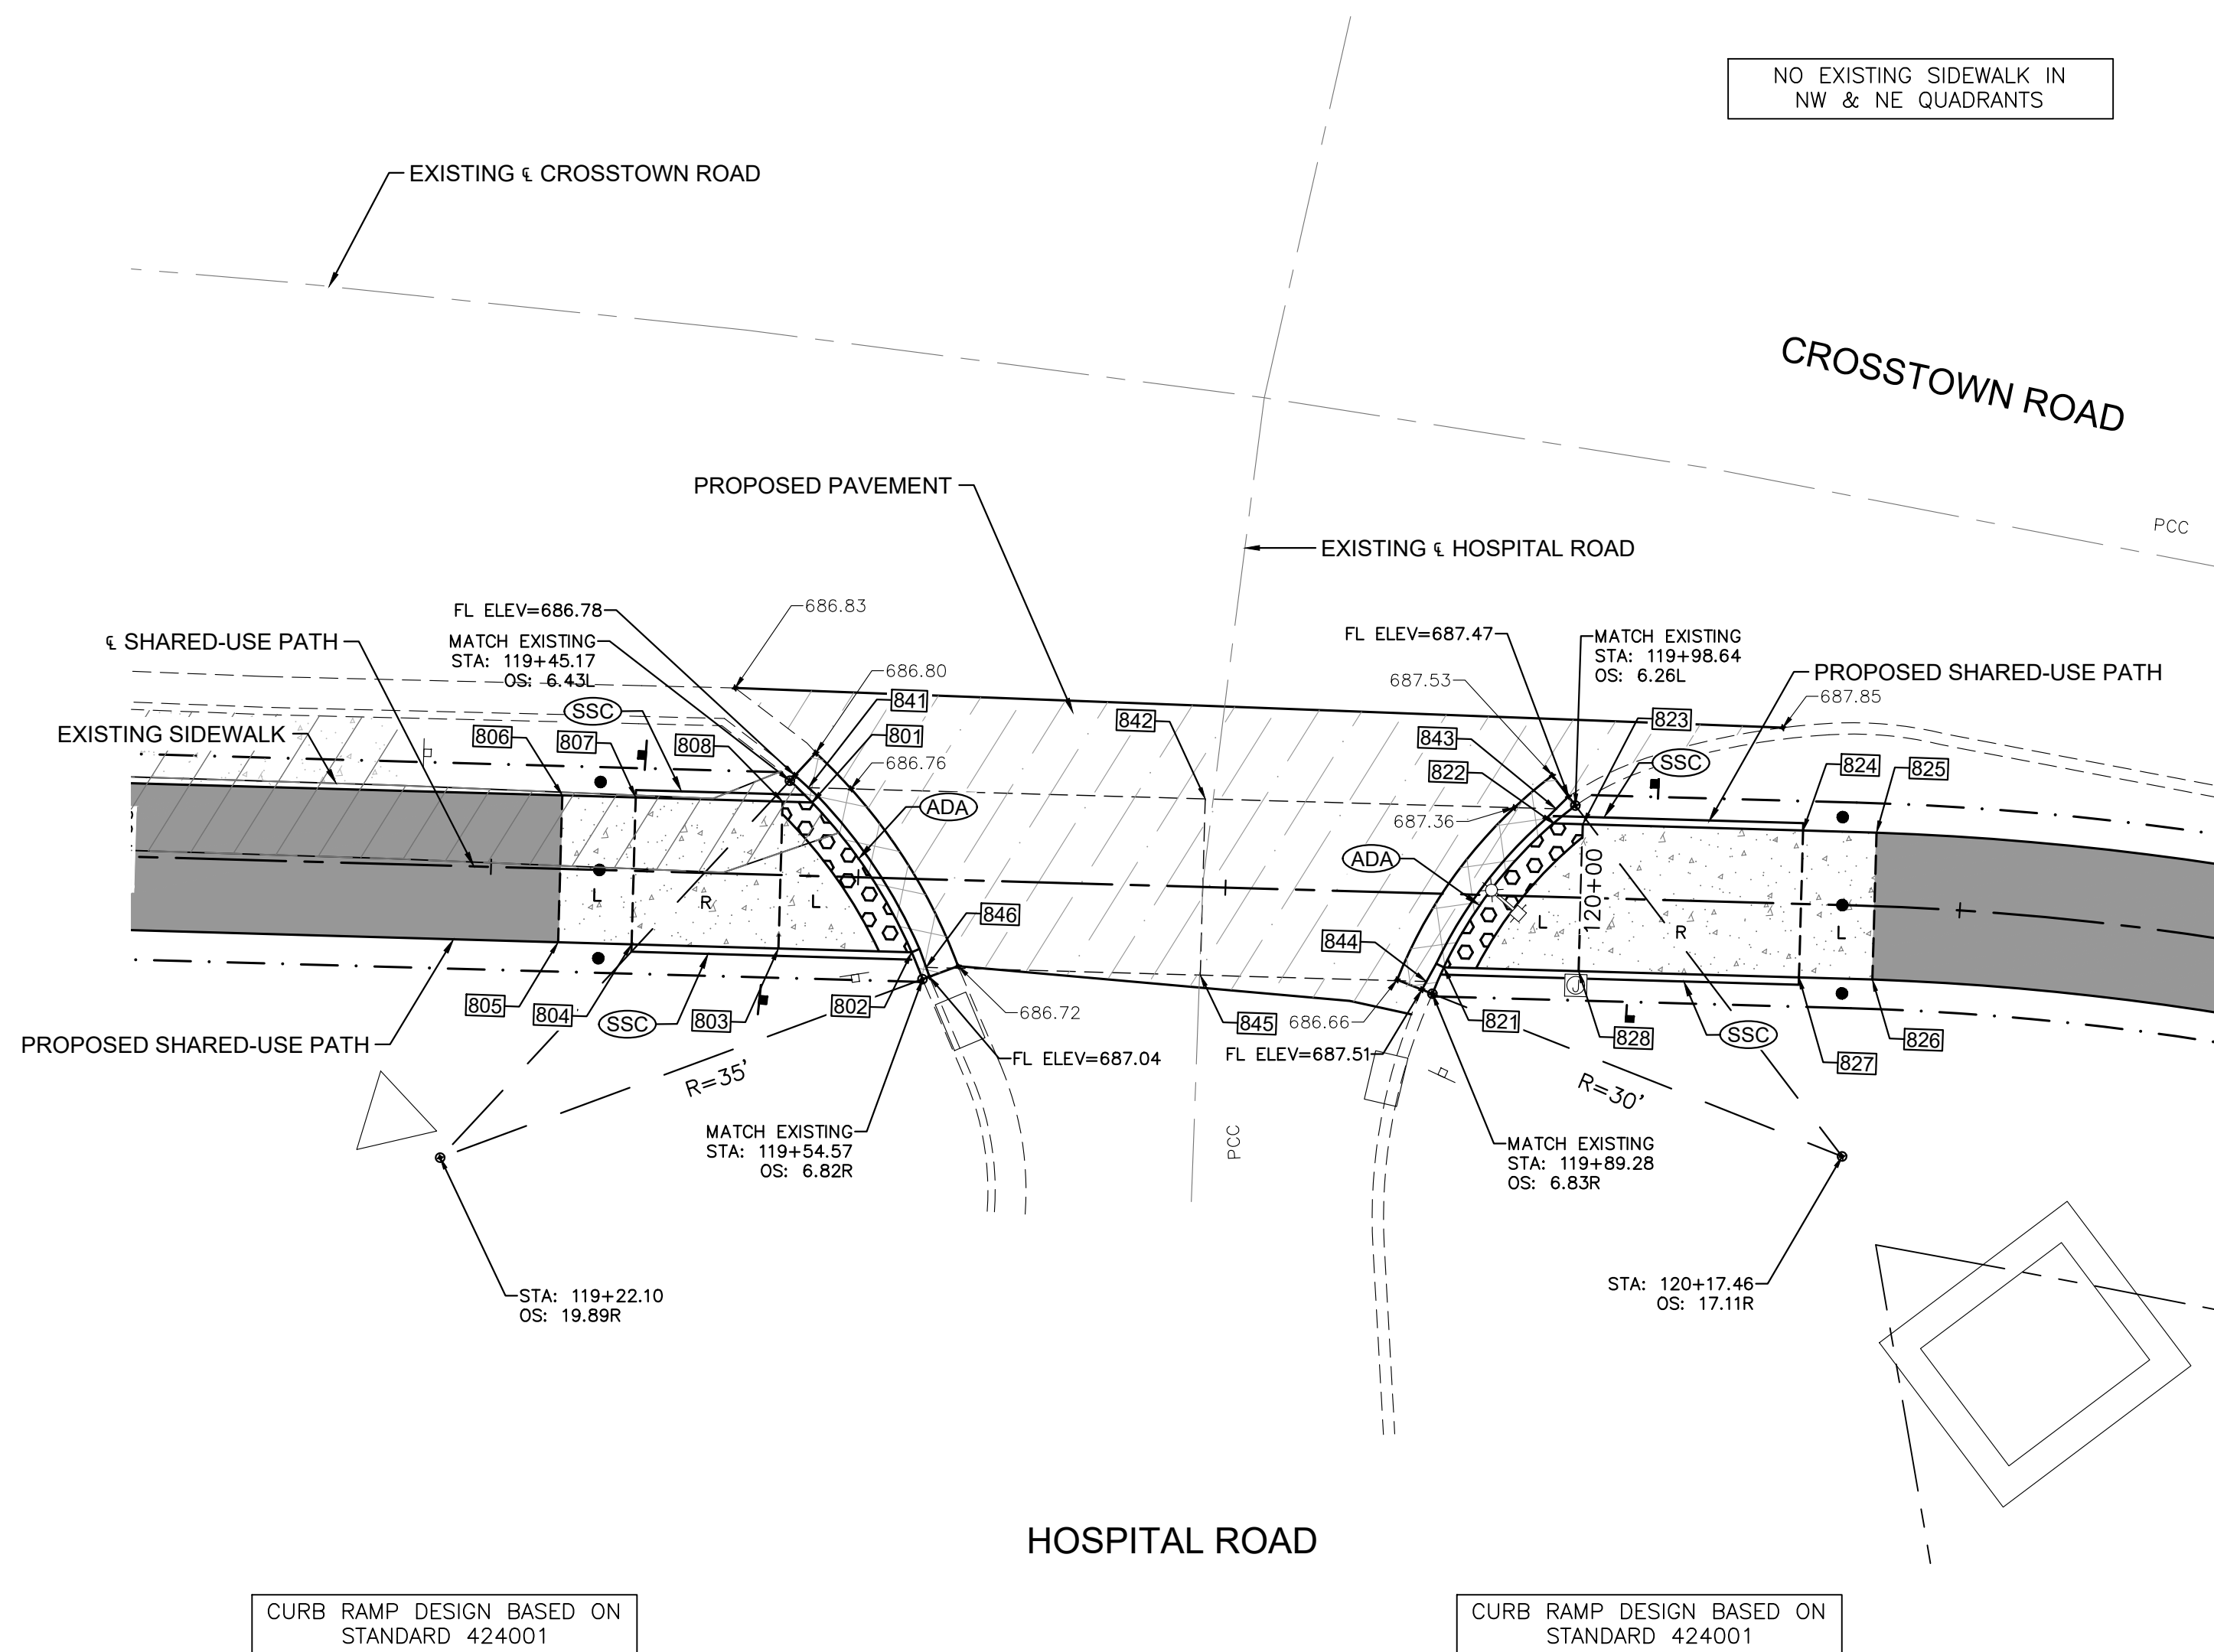 NO EXISTING SIDEWALK IN
NW & NE QUADRANTS
EXISTING ℄ CROSSTOWN ROAD
CROSSTOWN ROAD
PROPOSED PAVEMENT
PCC
EXISTING ℄ HOSPITAL ROAD
FL ELEV=686.78
686.83
℄ SHARED-USE PATH
MATCH EXISTING
STA: 119+45.17
OS: 6.43L
686.80
FL ELEV=687.47
MATCH EXISTING
STA: 119+98.64
OS: 6.26L
687.53
PROPOSED SHARED-USE PATH
687.85
SSC
841
EXISTING SIDEWALK
806
807
808
801
842
843
823
686.76
822
SSC
824
825
ADA
687.36
ADA
120+00
L
R
L
846
L
R
L
844
805
804
SSC
803
802
686.72
845
686.66
821
828
SSC
827
826
J
PROPOSED SHARED-USE PATH
FL ELEV=687.04
FL ELEV=687.51
R=35'
R=30'
MATCH EXISTING
STA: 119+54.57
OS: 6.82R
PCC
MATCH EXISTING
STA: 119+89.28
OS: 6.83R
STA: 119+22.10
OS: 19.89R
STA: 120+17.46
OS: 17.11R
HOSPITAL ROAD
CURB RAMP DESIGN BASED ON
STANDARD 424001
CURB RAMP DESIGN BASED ON
STANDARD 424001